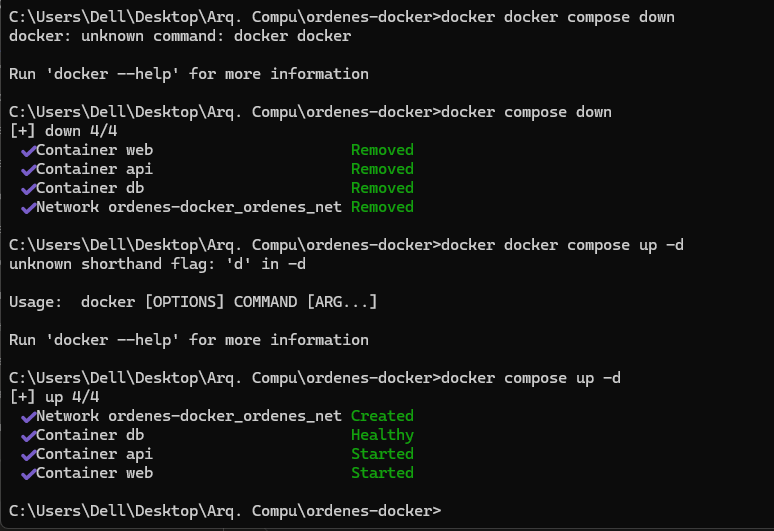 C:\Users\Dell\Desktop\Arq. Compu\ordenes-docker>docker docker compose down
docker: unknown command: docker docker
Run 'docker --help' for more information
C:\Users\Dell\Desktop\Arq. Compu\ordenes-docker>docker compose down
[+] down 4/4
✔Container web Removed
✔Container api Removed
✔Container db Removed
✔Network ordenes-docker_ordenes_net Removed
C:\Users\Dell\Desktop\Arq. Compu\ordenes-docker>docker docker compose up -d
unknown shorthand flag: 'd' in -d
Usage:  docker [OPTIONS] COMMAND [ARG...]
Run 'docker --help' for more information
C:\Users\Dell\Desktop\Arq. Compu\ordenes-docker>docker compose up -d
[+] up 4/4
✔Network ordenes-docker_ordenes_net Created
✔Container db Healthy
✔Container api Started
✔Container web Started
C:\Users\Dell\Desktop\Arq. Compu\ordenes-docker>